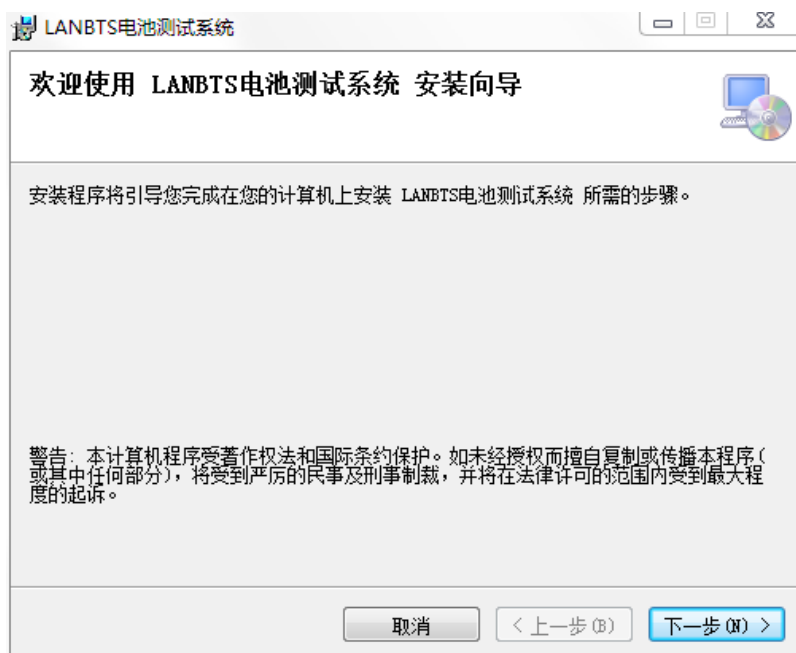 LANBTS电池测试系统
欢迎使用 LANBTS电池测试系统 安装向导
安装程序将引导您完成在您的计算机上安装 LANBTS电池测试系统 所需的步骤。
警告: 本计算机程序受著作权法和国际条约保护。如未经授权而擅自复制或传播本程序(
或其中任何部分)，将受到严厉的民事及刑事制裁，并将在法律许可的范围内受到最大程
度的起诉。
取消 < 上一步(B) 下一步(N) >